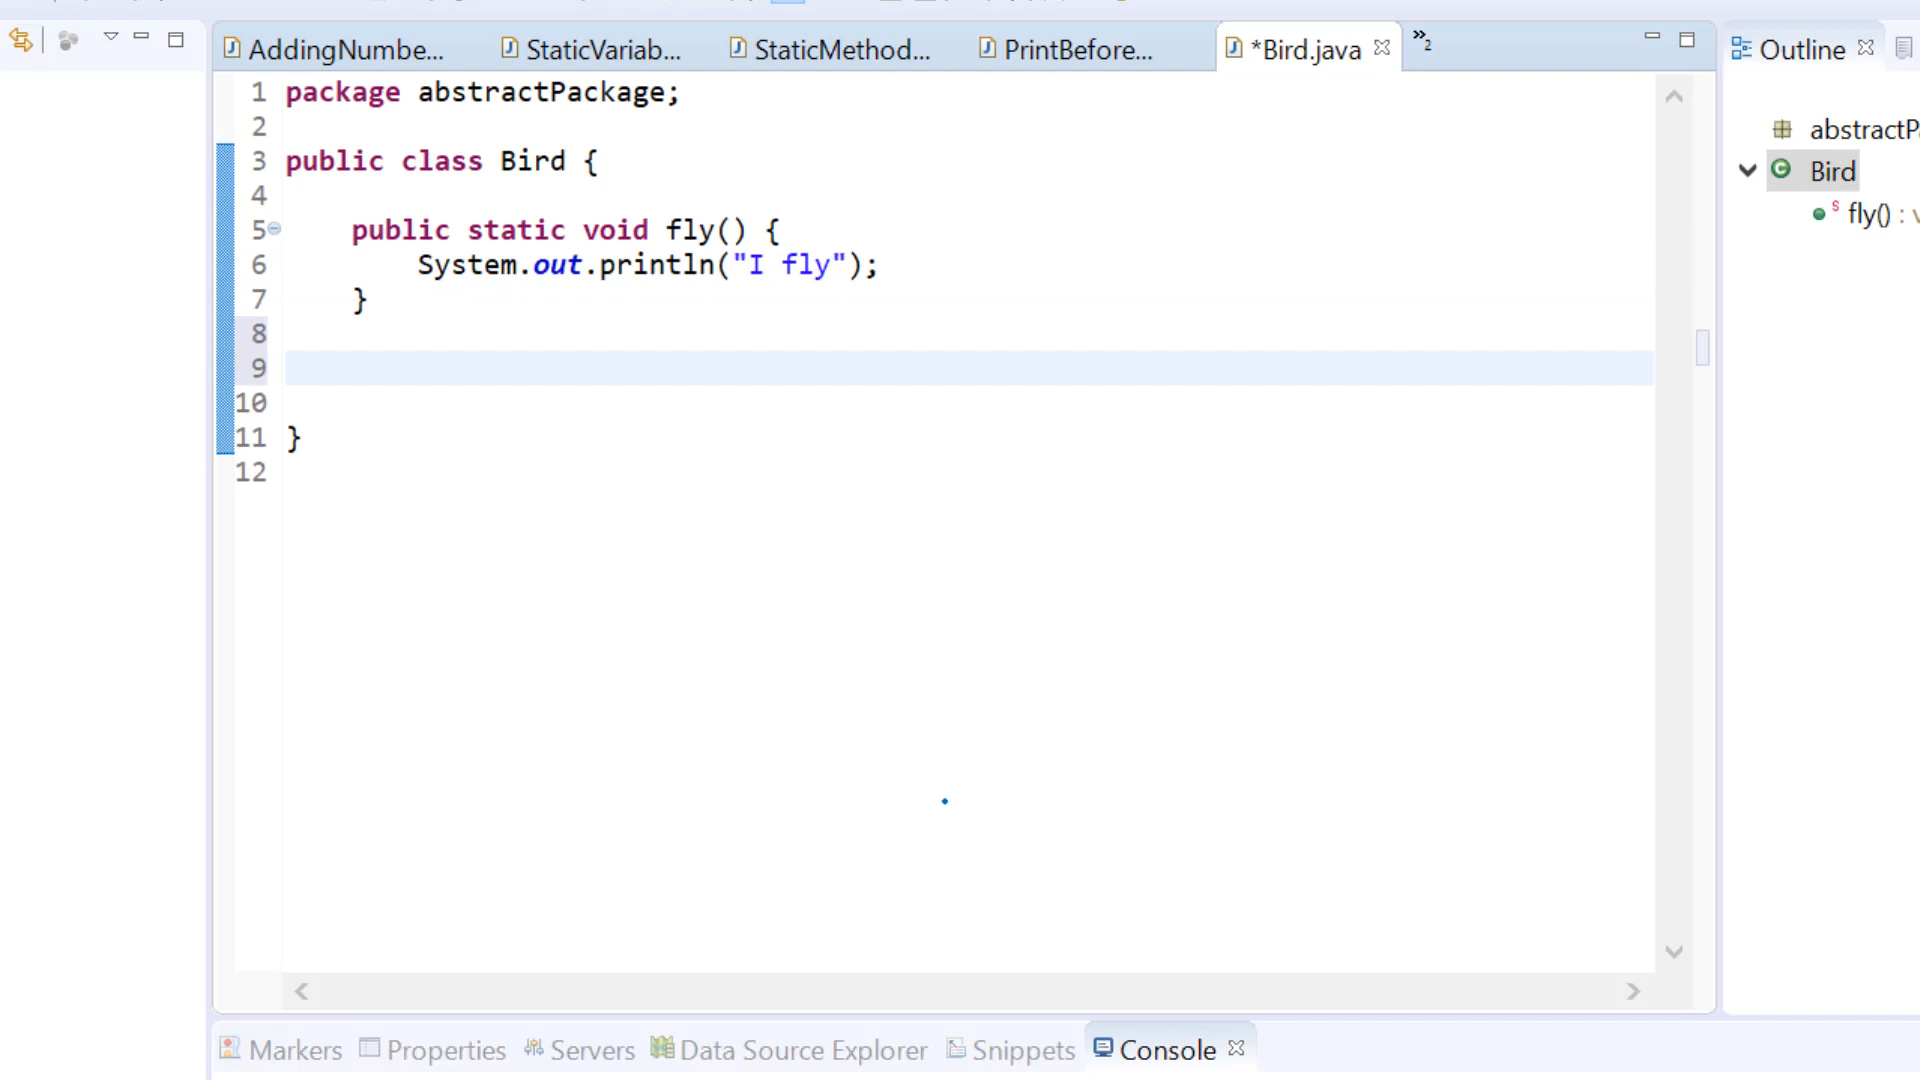 AddingNumbe... StaticVariab... StaticMethod... PrintBefore... *Bird.java »2
Outline
1 package abstractPackage;
2
3 public class Bird {
4
5 public static void fly() {
6 System.out.println("I fly");
7 }
8
9
10
11 }
12
abstractPa
Bird
S fly() : v
Markers Properties Servers Data Source Explorer Snippets Console